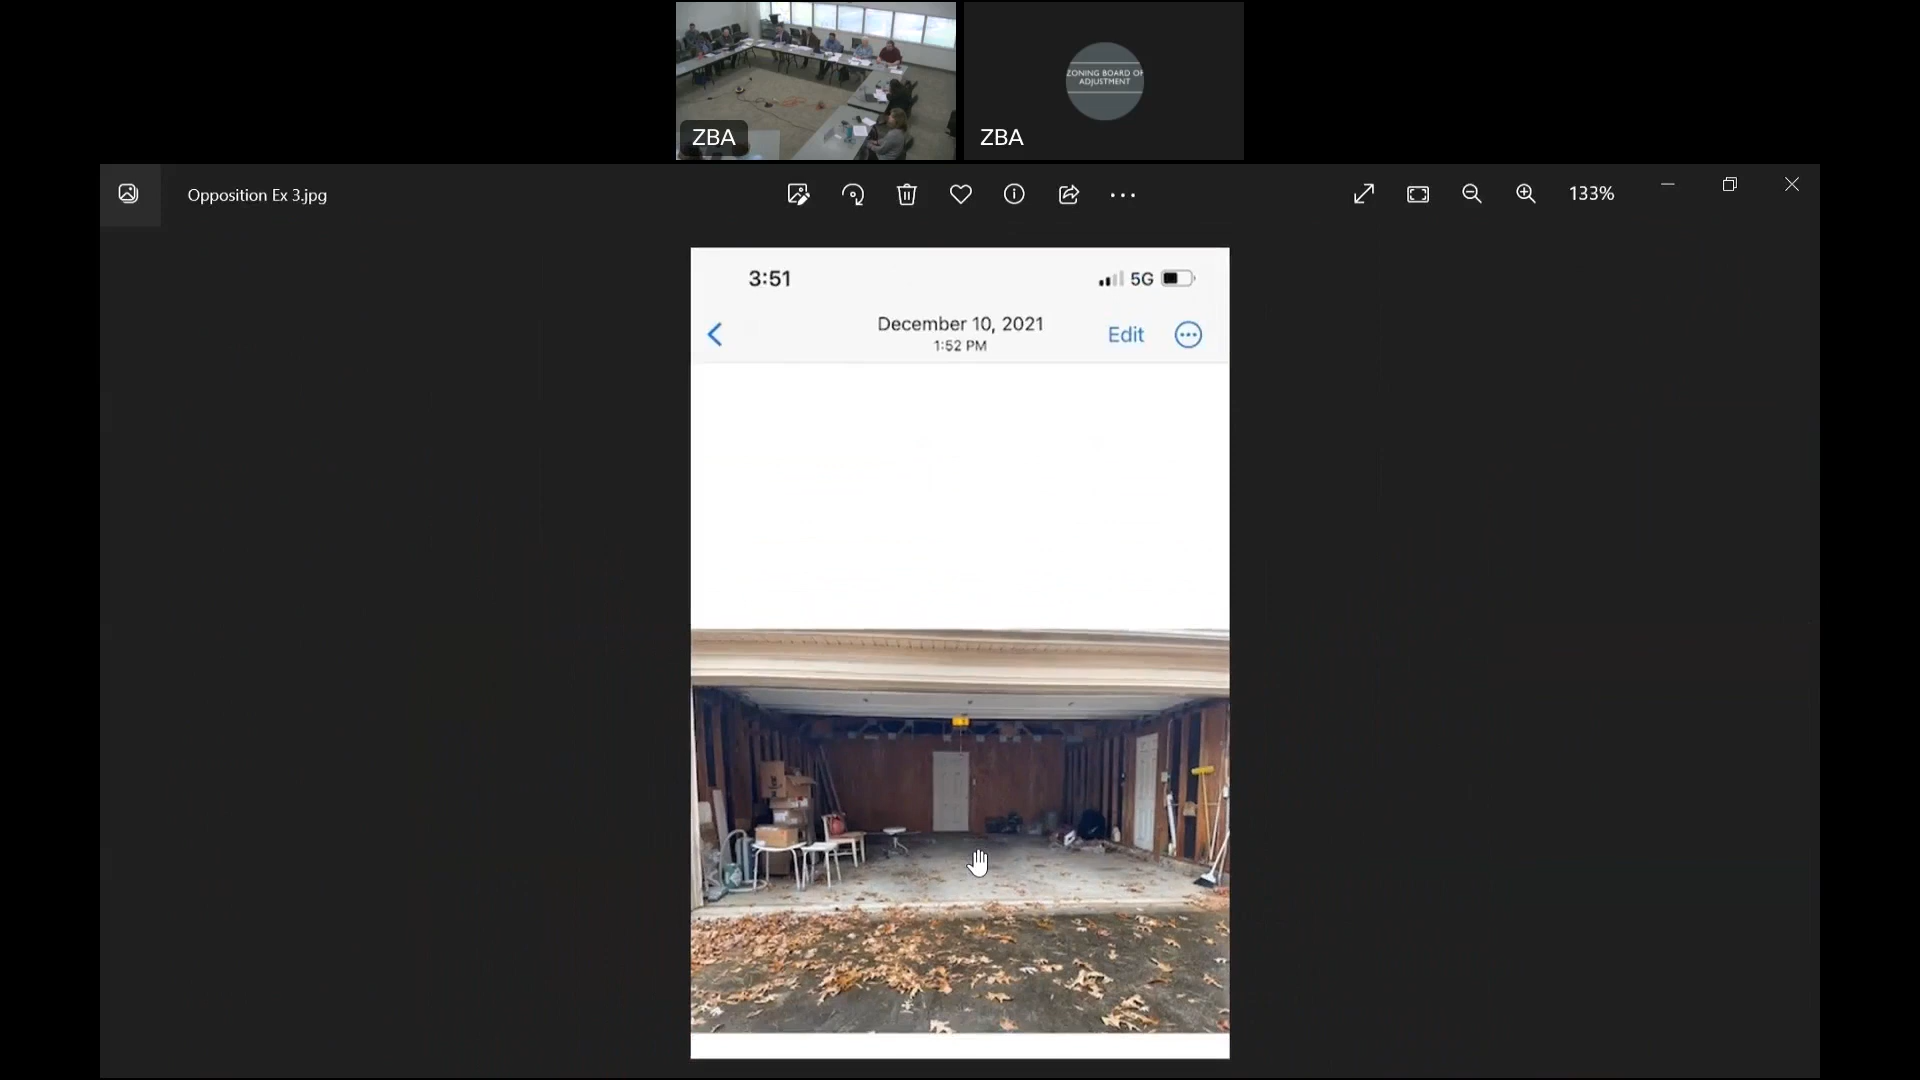 ZBA
ZONING BOARD OF
ADJUSTMENT
ZBA
Opposition Ex 3.jpg
133%
3:51
5G
December 10, 2021
1:52 PM
Edit